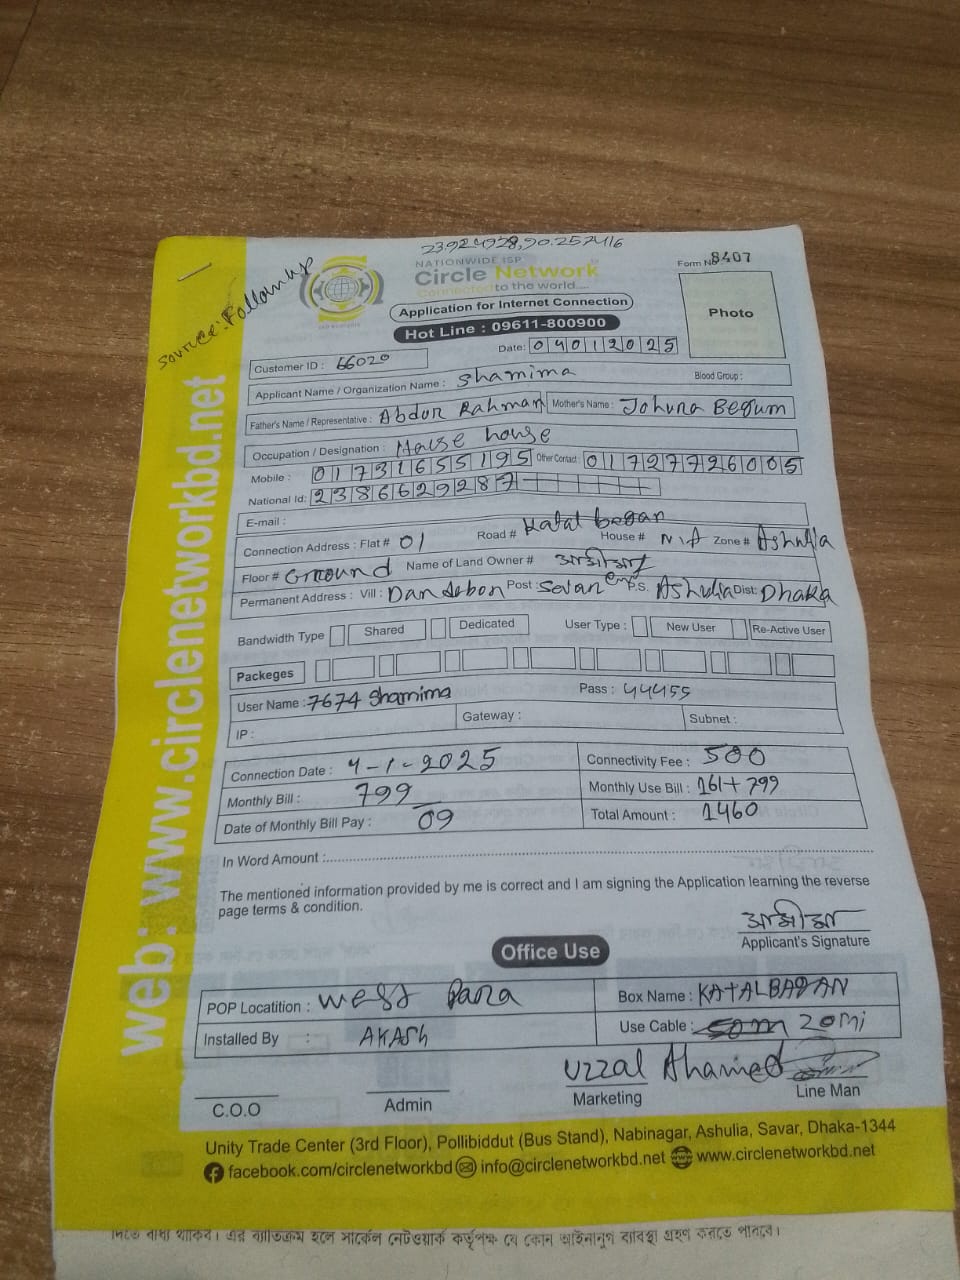 23.924928,90.257416
NATIONWIDE ISP
Circle Network
Connected to the world....
Form No 8407
Application for Internet Connection
Hot Line : 09611-800900
Photo
Source: Follow up
Date: 04012025
Customer ID : 66020
Applicant Name / Organization Name : Shamima Blood Group :
Father's Name / Representative : Abdur Rahman Mother's Name : Johura Begum
Occupation / Designation : House
Mobile : 01731655195 Other Contact : 01727726005
National Id: 2386629287
E-mail :
Connection Address : Flat # 01 Road # Katal bagan House # N/A Zone # Ashulia
Floor # Ground Name of Land Owner #
Permanent Address : Vill : Dandabon Post : Savar P.S. Ashulia Dist: Dhaka
Bandwidth Type Shared Dedicated User Type : New User Re-Active User
Packeges
User Name : 7674 Shamima Pass : 44455
IP : Gateway : Subnet :
Connection Date : 4-1-2025 Connectivity Fee : 500
Monthly Bill : 799 Monthly Use Bill : 161+799
Date of Monthly Bill Pay : 09 Total Amount : 1460
In Word Amount :
The mentioned information provided by me is correct and I am signing the Application learning the reverse
page terms & condition.
Applicant's Signature
Office Use
POP Locatition : West Para Box Name : KATALBAGAN
Installed By : AKASh Use Cable : 50m 20Mi
Uzzal Ahamed
C.O.O Admin Marketing Line Man
Unity Trade Center (3rd Floor), Pollibiddut (Bus Stand), Nabinagar, Ashulia, Savar, Dhaka-1344
facebook.com/circlenetworkbd info@circlenetworkbd.net www.circlenetworkbd.net
web: www.circlenetworkbd.net
দিতে বাধ্য থাকিব। এর ব্যতিক্রম হলে সার্কেল নেটওয়ার্ক কর্তৃপক্ষ যে কোন আইনানুগ ব্যবস্থা গ্রহণ করতে পারবে।